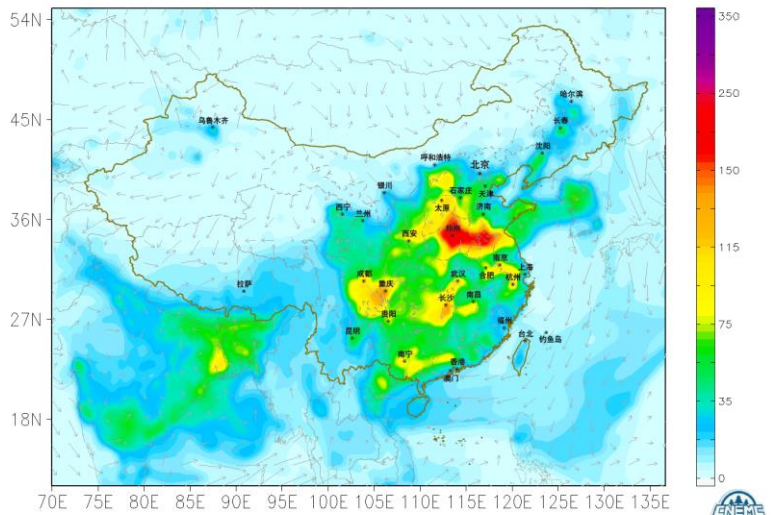 54N
350
哈尔滨
250
45N
乌鲁木齐
长春
沈阳
呼和浩特
北京
银川
石家庄
天津
150
西宁
太原
济南
36N
兰州
郑州
西安
115
南京
上海
成都
武汉
合肥
拉萨
重庆
杭州
长沙
南昌
75
27N
贵阳
福州
昆明
台北
钓鱼岛
南宁
香港
澳门
35
18N
0
70E 75E 80E 85E 90E 95E 100E 105E 110E 115E 120E 125E 130E 135E
CNEMC